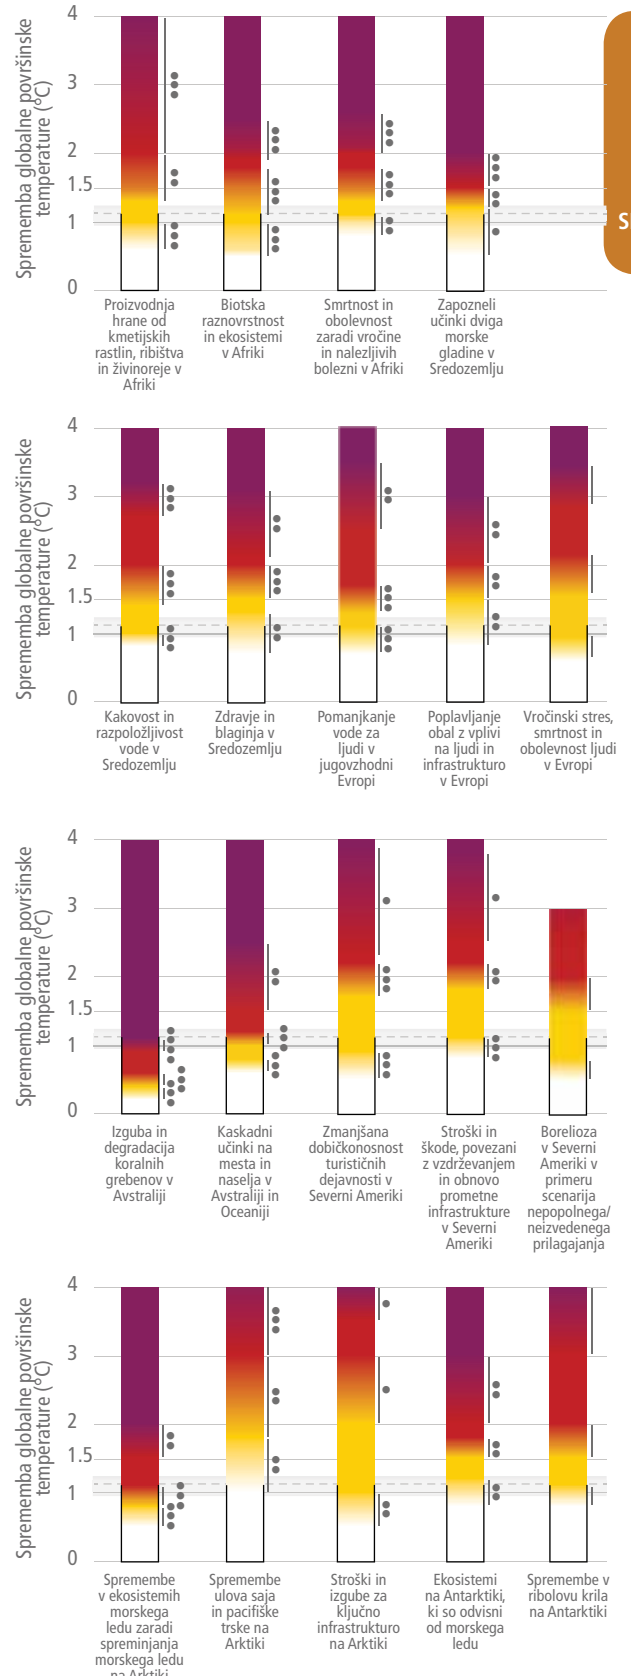 Sprememba globalne površinske
temperature (°C)
4
3
2
1.5
1
0
Proizvodnja
hrane od
kmetijskih
rastlin, ribištva
in živinoreje v
Afriki
Biotska
raznovrstnost
in ekosistemi
v Afriki
Smrtnost in
obolevnost
zaradi vročine
in nalezljivih
bolezni v Afriki
Zapozneli
učinki dviga
morske
gladine v
Sredozemlju
Sprememba globalne površinske
temperature (°C)
4
3
2
1.5
1
0
Kakovost in
razpoložljivost
vode v
Sredozemlju
Zdravje in
blaginja v
Sredozemlju
Pomanjkanje
vode za
ljudi v
jugovzhodni
Evropi
Poplavljanje
obal z vplivi
na ljudi in
infrastrukturo
v Evropi
Vročinski stres,
smrtnost in
obolevnost ljudi
v Evropi
Sprememba globalne površinske
temperature (°C)
4
3
2
1.5
1
0
Izguba in
degradacija
koralnih
grebenov v
Avstraliji
Kaskadni
učinki na
mesta in
naselja v
Avstraliji in
Oceaniji
Zmanjšana
dobičkonosnost
turističnih
dejavnosti v
Severni Ameriki
Stroški in
škode, povezani
z vzdrževanjem
in obnovo
prometne
infrastrukture
v Severni
Ameriki
Borelioza
v Severni
Ameriki v
primeru
scenarija
nepopolnega/
neizvedenega
prilagajanja
Sprememba globalne površinske
temperature (°C)
4
3
2
1.5
1
0
Spremembe
v ekosistemih
morskega
ledu zaradi
spreminjanja
morskega ledu
na Arktiki
Spremembe
ulova saja
in pacifiške
trske na
Arktiki
Stroški in
izgube za
ključno
infrastrukturo
na Arktiki
Ekosistemi
na Antarktiki,
ki so odvisni
od morskega
ledu
Spremembe v
ribolovu krila
na Antarktiki